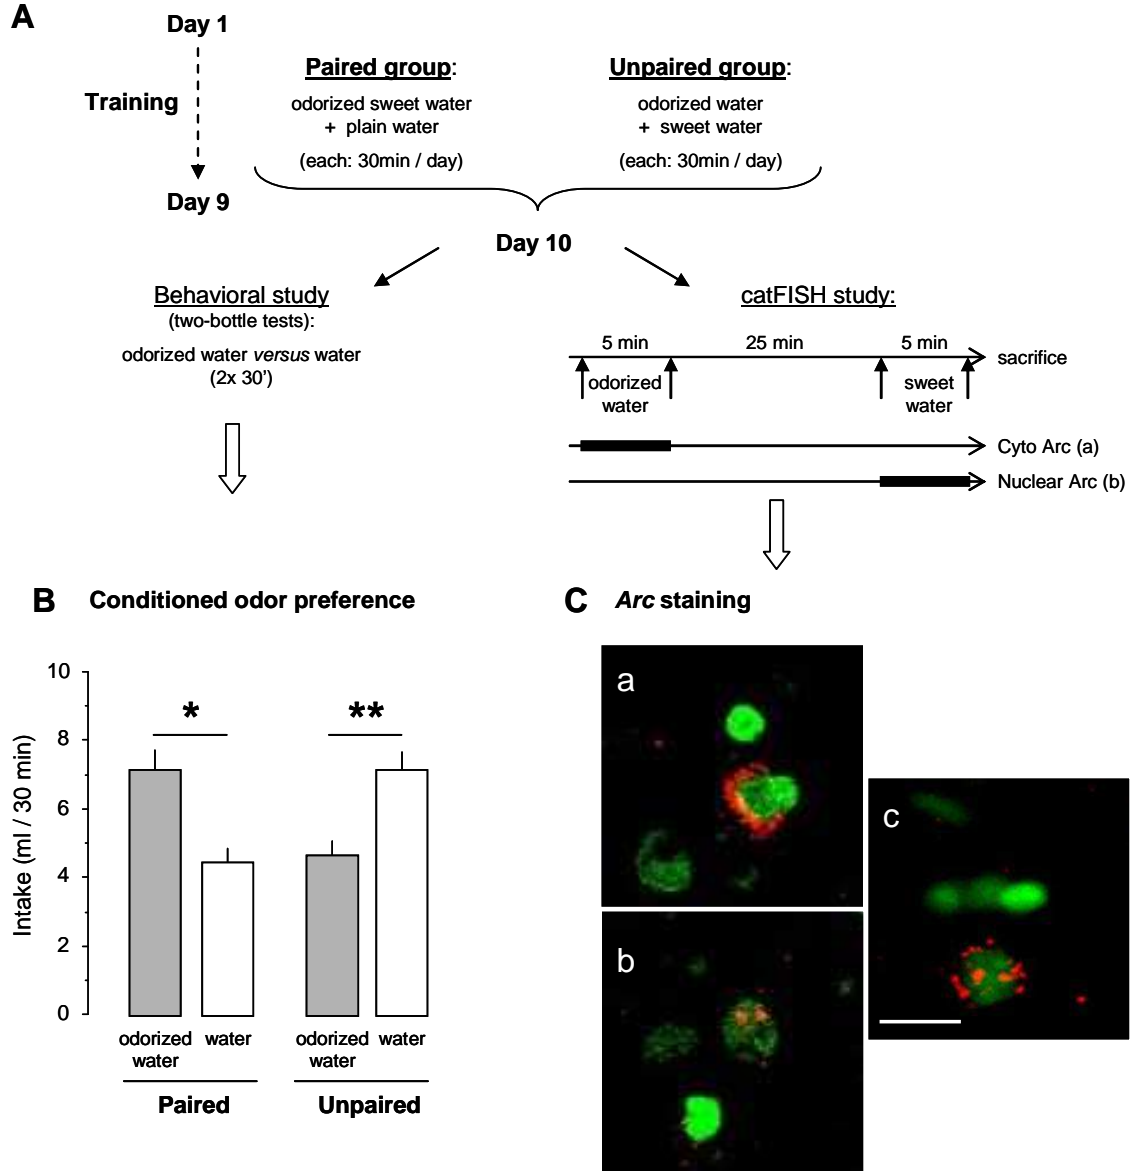 A
Day 1
Training
Day 9
Paired group:
odorized sweet water
+ plain water
(each: 30min / day)
Unpaired group:
odorized water
+ sweet water
(each: 30min / day)
Day 10
Behavioral study
(two-bottle tests):
odorized water versus water
(2x 30')
catFISH study:
5 min 25 min 5 min
sacrifice
odorized
water
sweet
water
Cyto Arc (a)
Nuclear Arc (b)
B Conditioned odor preference
Intake (ml / 30 min)
10
8
6
4
2
0
* **
odorized
water
water
odorized
water
water
Paired
Unpaired
C Arc staining
a
b
c